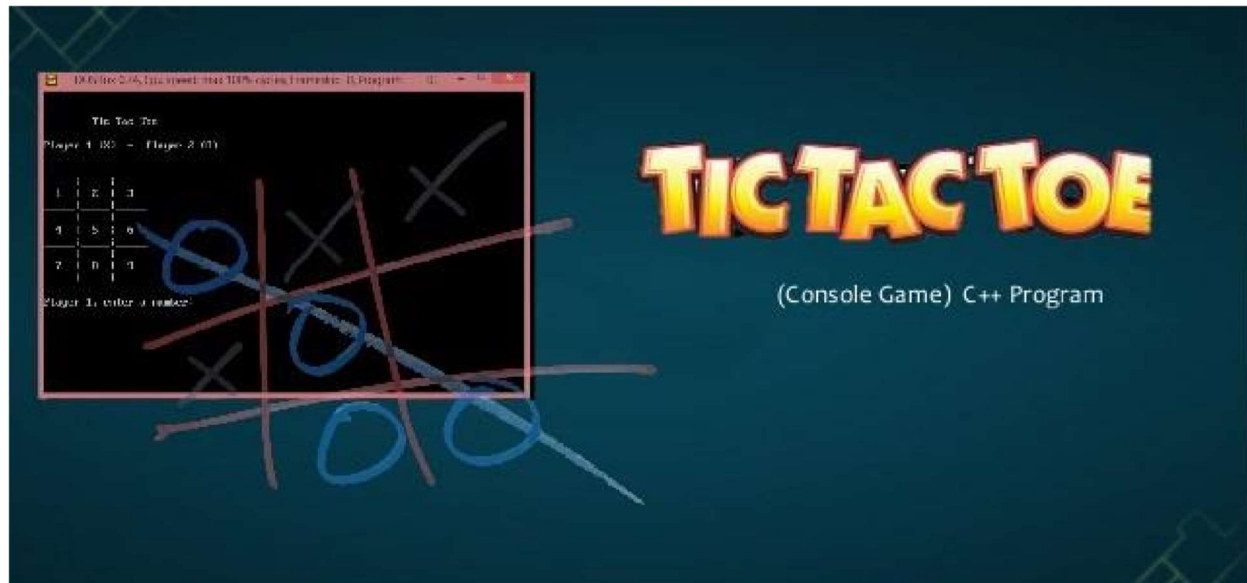 Tic Tac Toe
Player 1 (X) - Player 2 (O)
1 2 3
4 5 6
7 8 9
Player 1, enter a number:
TIC TAC TOE
(Console Game) C++ Program